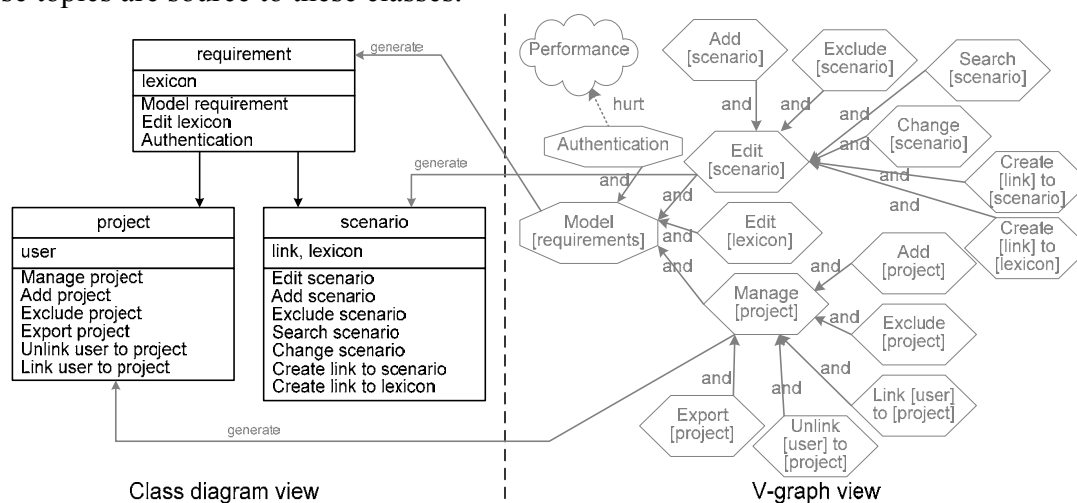 se topics are source to these classes.
requirement
lexicon
Model requirement
Edit lexicon
Authentication
generate
project
user
Manage project
Add project
Exclude project
Export project
Unlink user to project
Link user to project
scenario
link, lexicon
Edit scenario
Add scenario
Exclude scenario
Search scenario
Change scenario
Create link to scenario
Create link to lexicon
generate
generate
Class diagram view
Performance
hurt
Authentication
and
Model
[requirements]
Add
[scenario]
and
Exclude
[scenario]
and
Search
[scenario]
and
Change
[scenario]
and
Edit
[scenario]
and
Create
[link] to
[scenario]
and
Create
[link] to
[lexicon]
and
Edit
[lexicon]
and
and
Manage
[project]
Add
[project]
and
Exclude
[project]
and
Link [user]
to [project]
and
Unlink
[user] to
[project]
and
Export
[project]
and
V-graph view